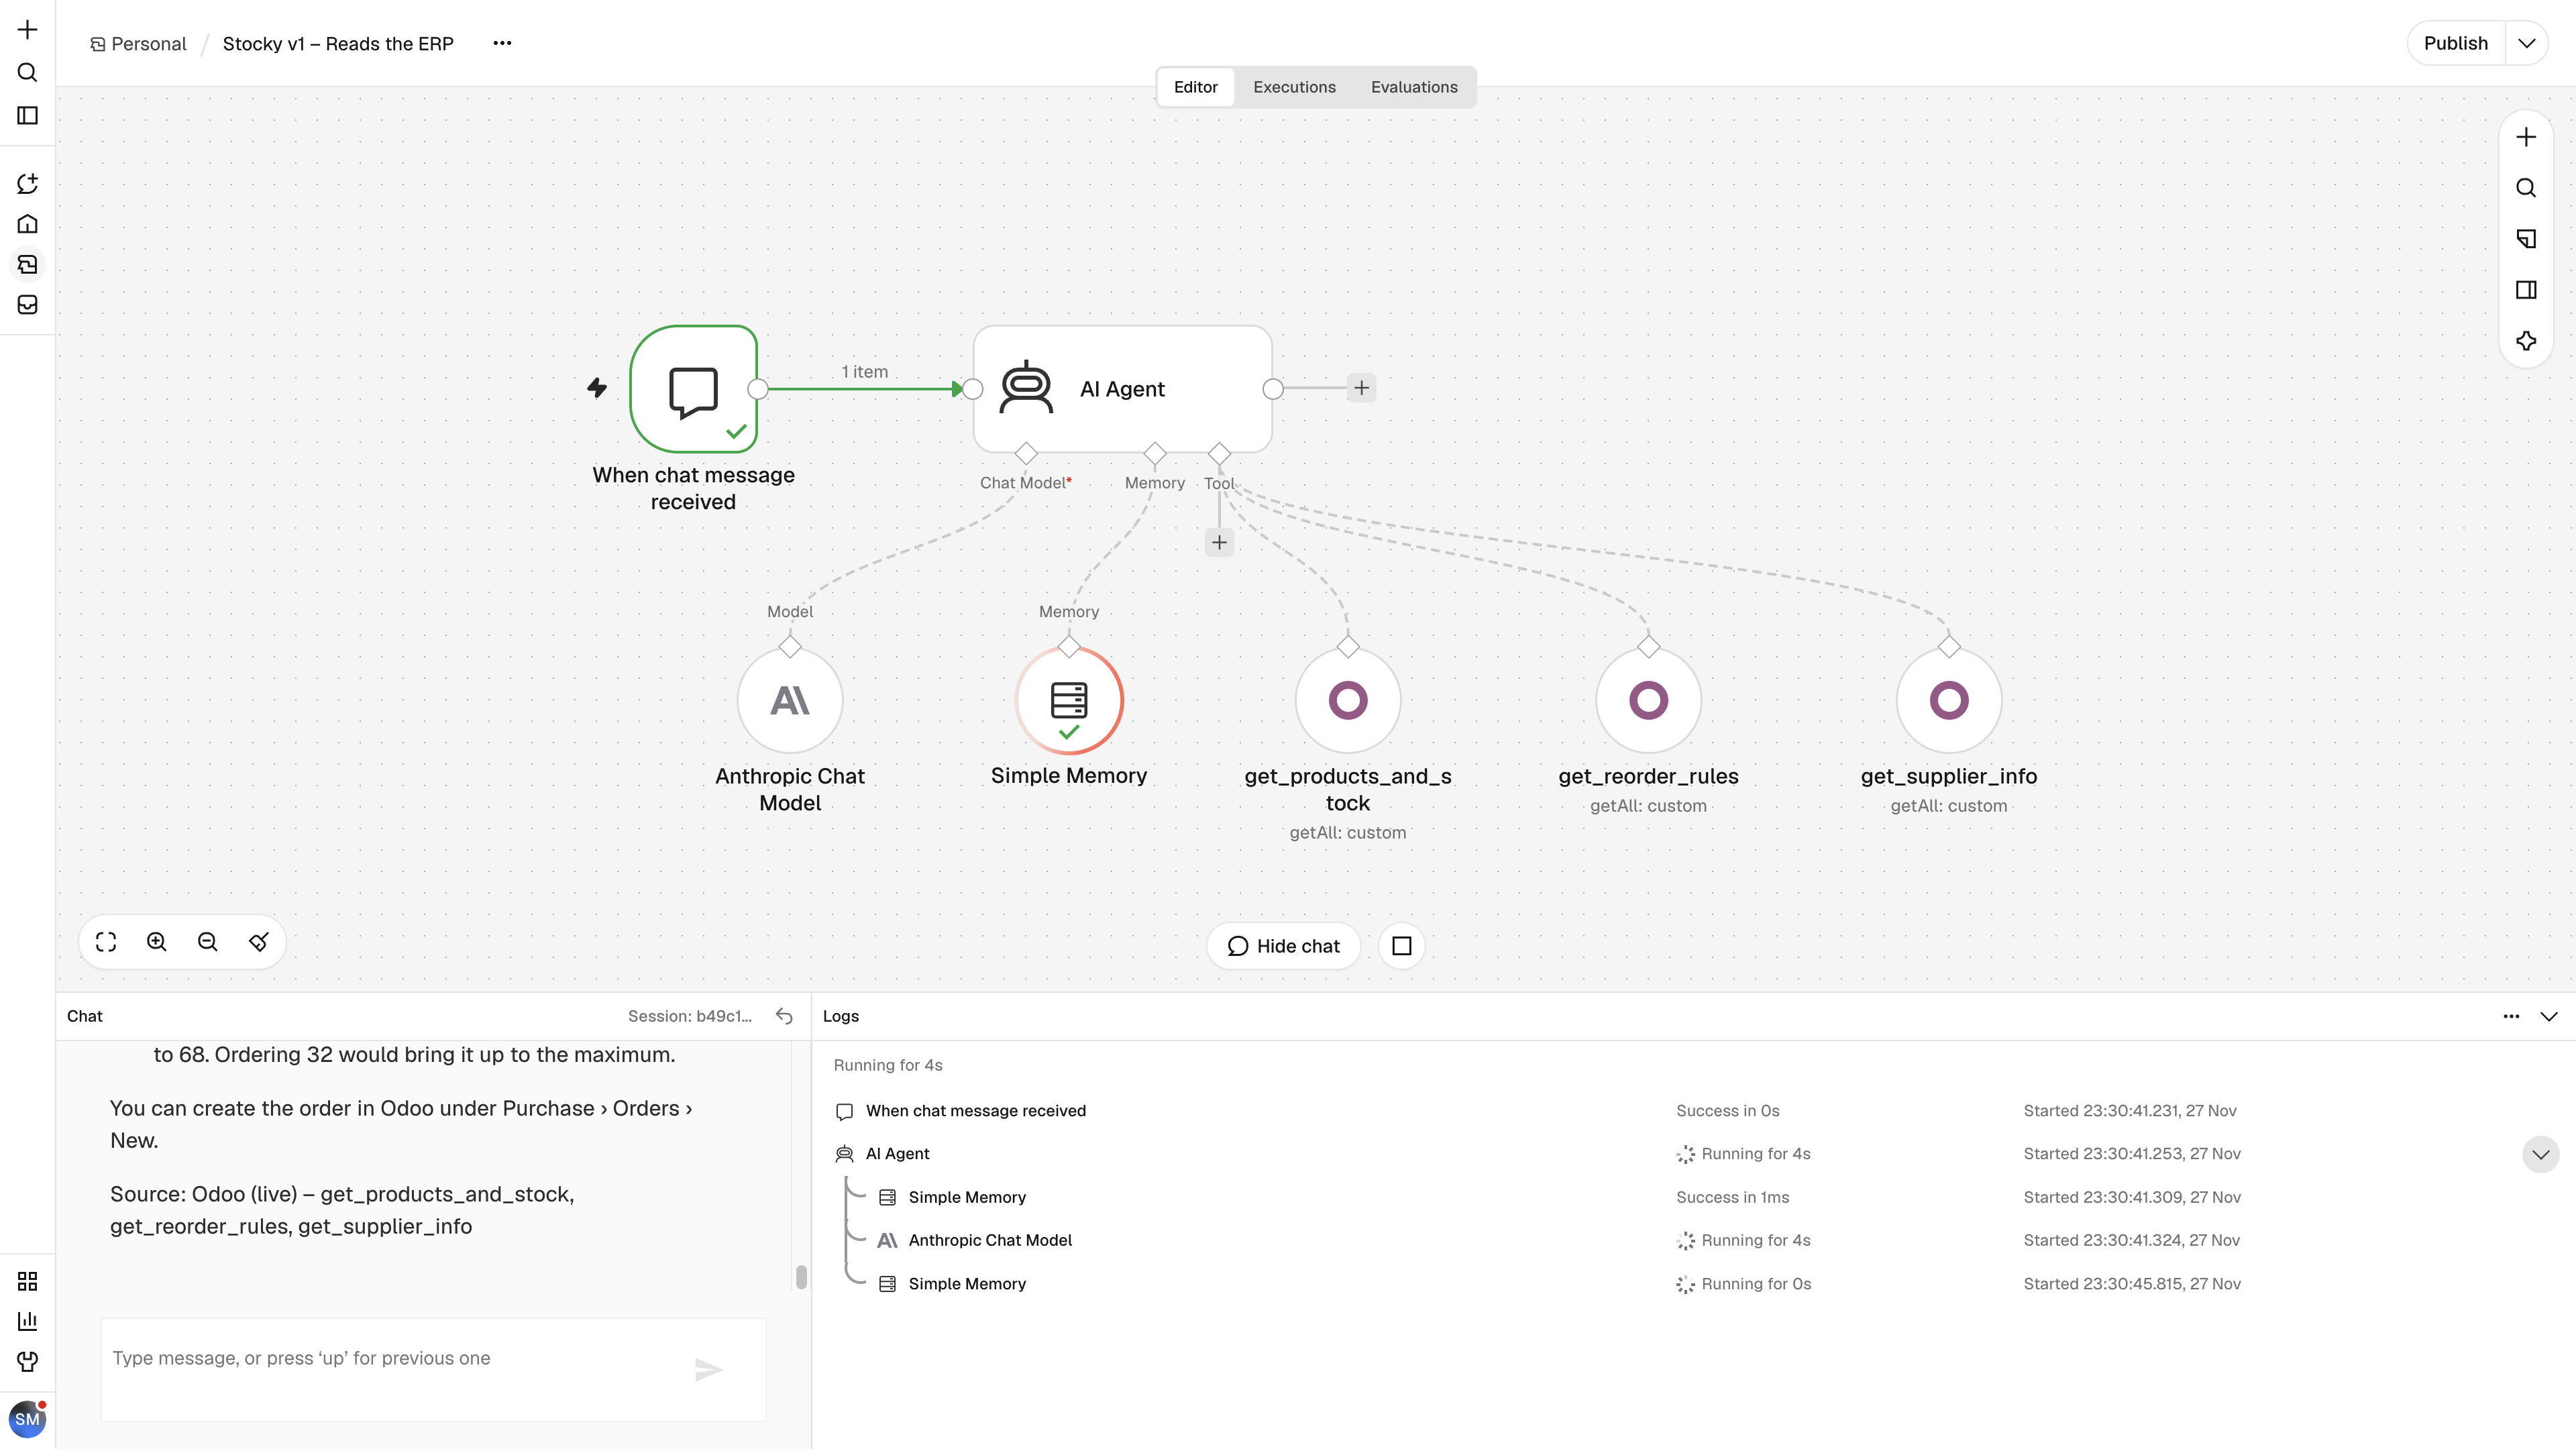 Personal / Stocky v1 – Reads the ERP
Publish
Editor
Executions
Evaluations
1 item
AI Agent
When chat message
received
Chat Model*
Memory
Tool
Model
Memory
Anthropic Chat
Model
Simple Memory
get_products_and_s
tock
getAll: custom
get_reorder_rules
getAll: custom
get_supplier_info
getAll: custom
Hide chat
Chat
Session: b49c1...
to 68. Ordering 32 would bring it up to the maximum.
You can create the order in Odoo under Purchase › Orders ›
New.
Source: Odoo (live) – get_products_and_stock,
get_reorder_rules, get_supplier_info
Type message, or press ‘up’ for previous one
SM
Logs
Running for 4s
When chat message received Success in 0s Started 23:30:41.231, 27 Nov
AI Agent Running for 4s Started 23:30:41.253, 27 Nov
Simple Memory Success in 1ms Started 23:30:41.309, 27 Nov
Anthropic Chat Model Running for 4s Started 23:30:41.324, 27 Nov
Simple Memory Running for 0s Started 23:30:45.815, 27 Nov